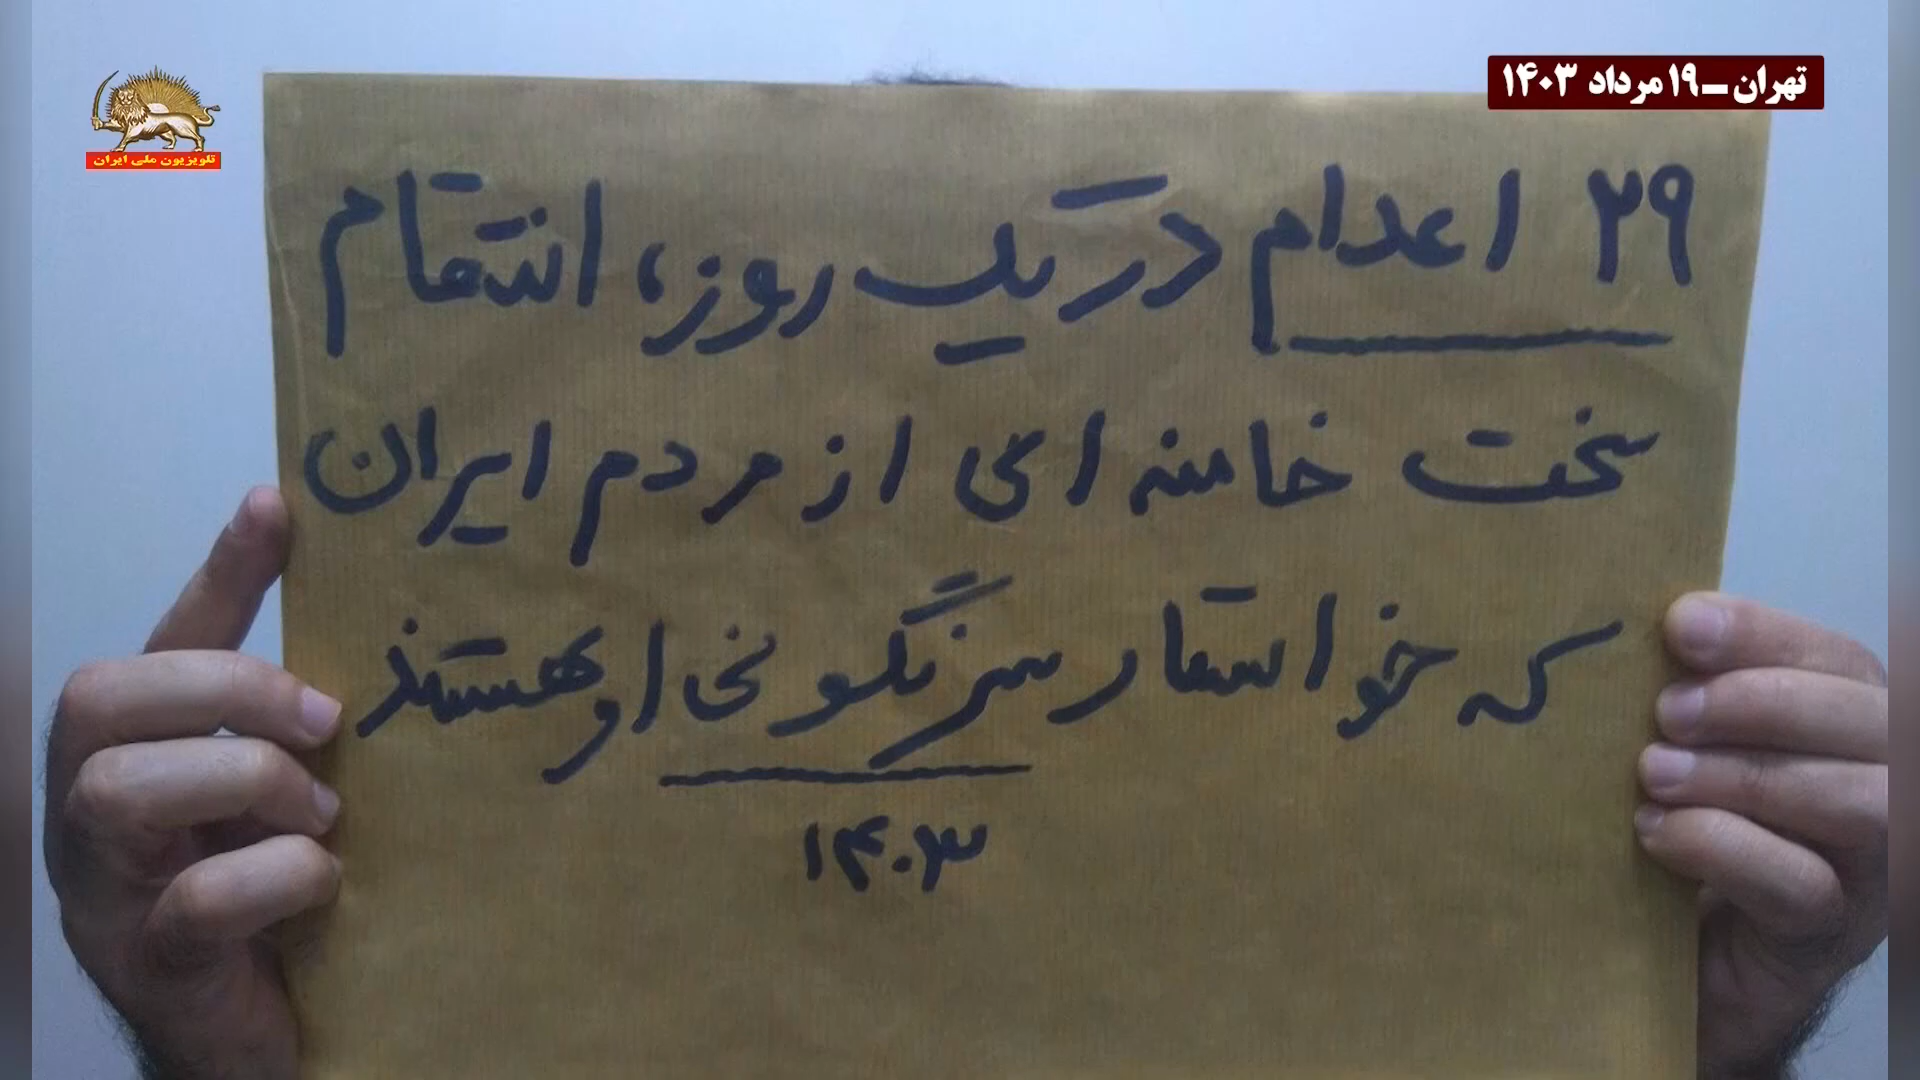 تلویزیون ملی ایران
تهران ـ ۱۹ مرداد ۱۴۰۳
۲۹ اعدام در یک روز، انتقام
سخت خامنه ای از مردم ایران
که خواستار سرنگونی او هستند
۱۴۰۳